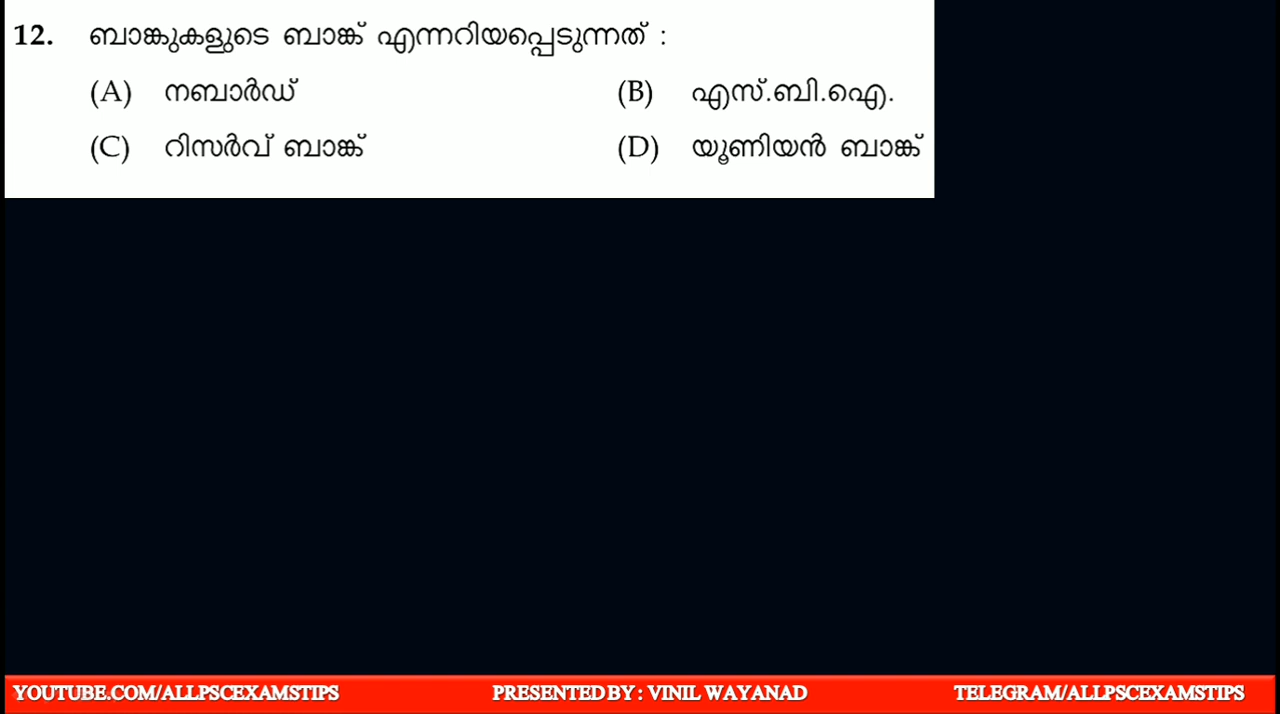 12. ബാങ്കുകളുടെ ബാങ്ക് എന്നറിയപ്പെടുന്നത് :
(A) നബാർഡ് (B) എസ്.ബി.ഐ.
(C) റിസർവ് ബാങ്ക് (D) യൂണിയൻ ബാങ്ക്
YOUTUBE.COM/ALLPSCEXAMSTIPS PRESENTED BY : VINIL WAYANAD TELEGRAM/ALLPSCEXAMSTIPS